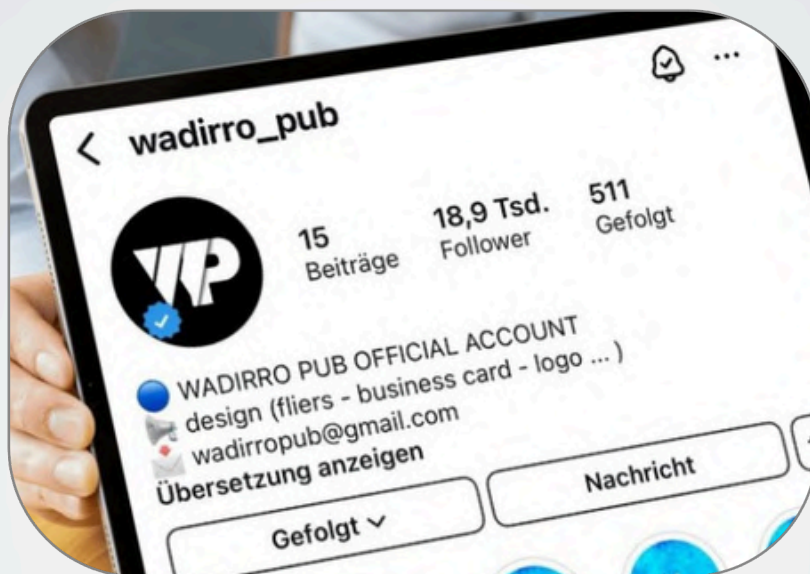 wadirro_pub
WP
15
Beiträge
18,9 Tsd.
Follower
511
Gefolgt
WADIRRO PUB OFFICIAL ACCOUNT
design (fliers - business card - logo ... )
wadirropub@gmail.com
Übersetzung anzeigen
Gefolgt
Nachricht